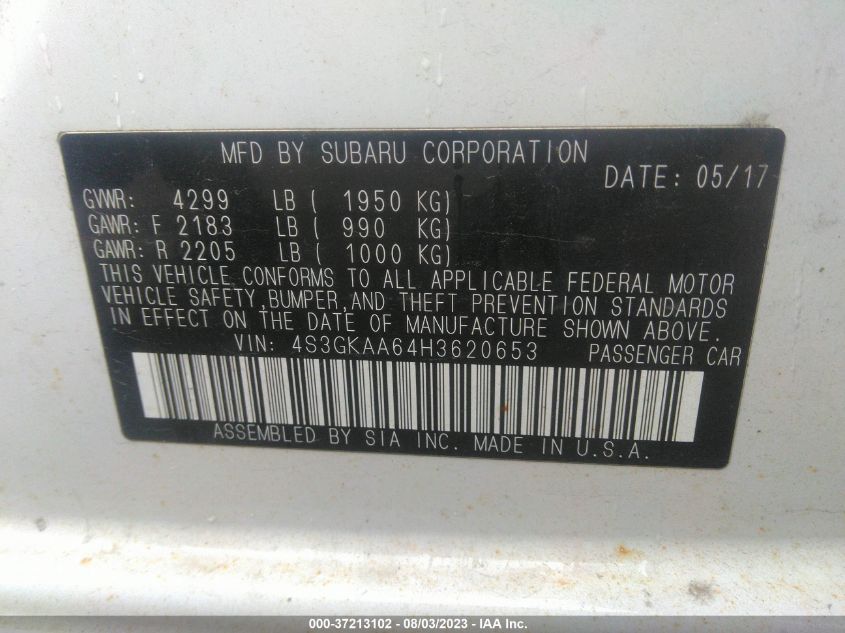 MFD BY SUBARU CORPORATION
DATE: 05/17
GVWR: 4299 LB ( 1950 KG)
GAWR: F 2183 LB ( 990 KG)
GAWR: R 2205 LB ( 1000 KG)
THIS VEHICLE CONFORMS TO ALL APPLICABLE FEDERAL MOTOR
VEHICLE SAFETY,BUMPER,AND THEFT PREVENTION STANDARDS
IN EFFECT ON THE DATE OF MANUFACTURE SHOWN ABOVE.
VIN: 4S3GKAA64H3620653 PASSENGER CAR
ASSEMBLED BY SIA INC. MADE IN U.S.A.
000-37213102 - 08/03/2023 - IAA Inc.